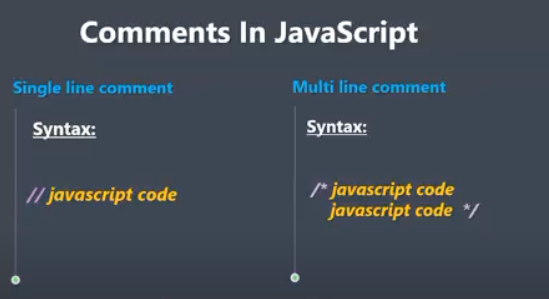 Comments In JavaScript
Single line comment
Syntax:
// javascript code
Multi line comment
Syntax:
/* javascript code
javascript code */